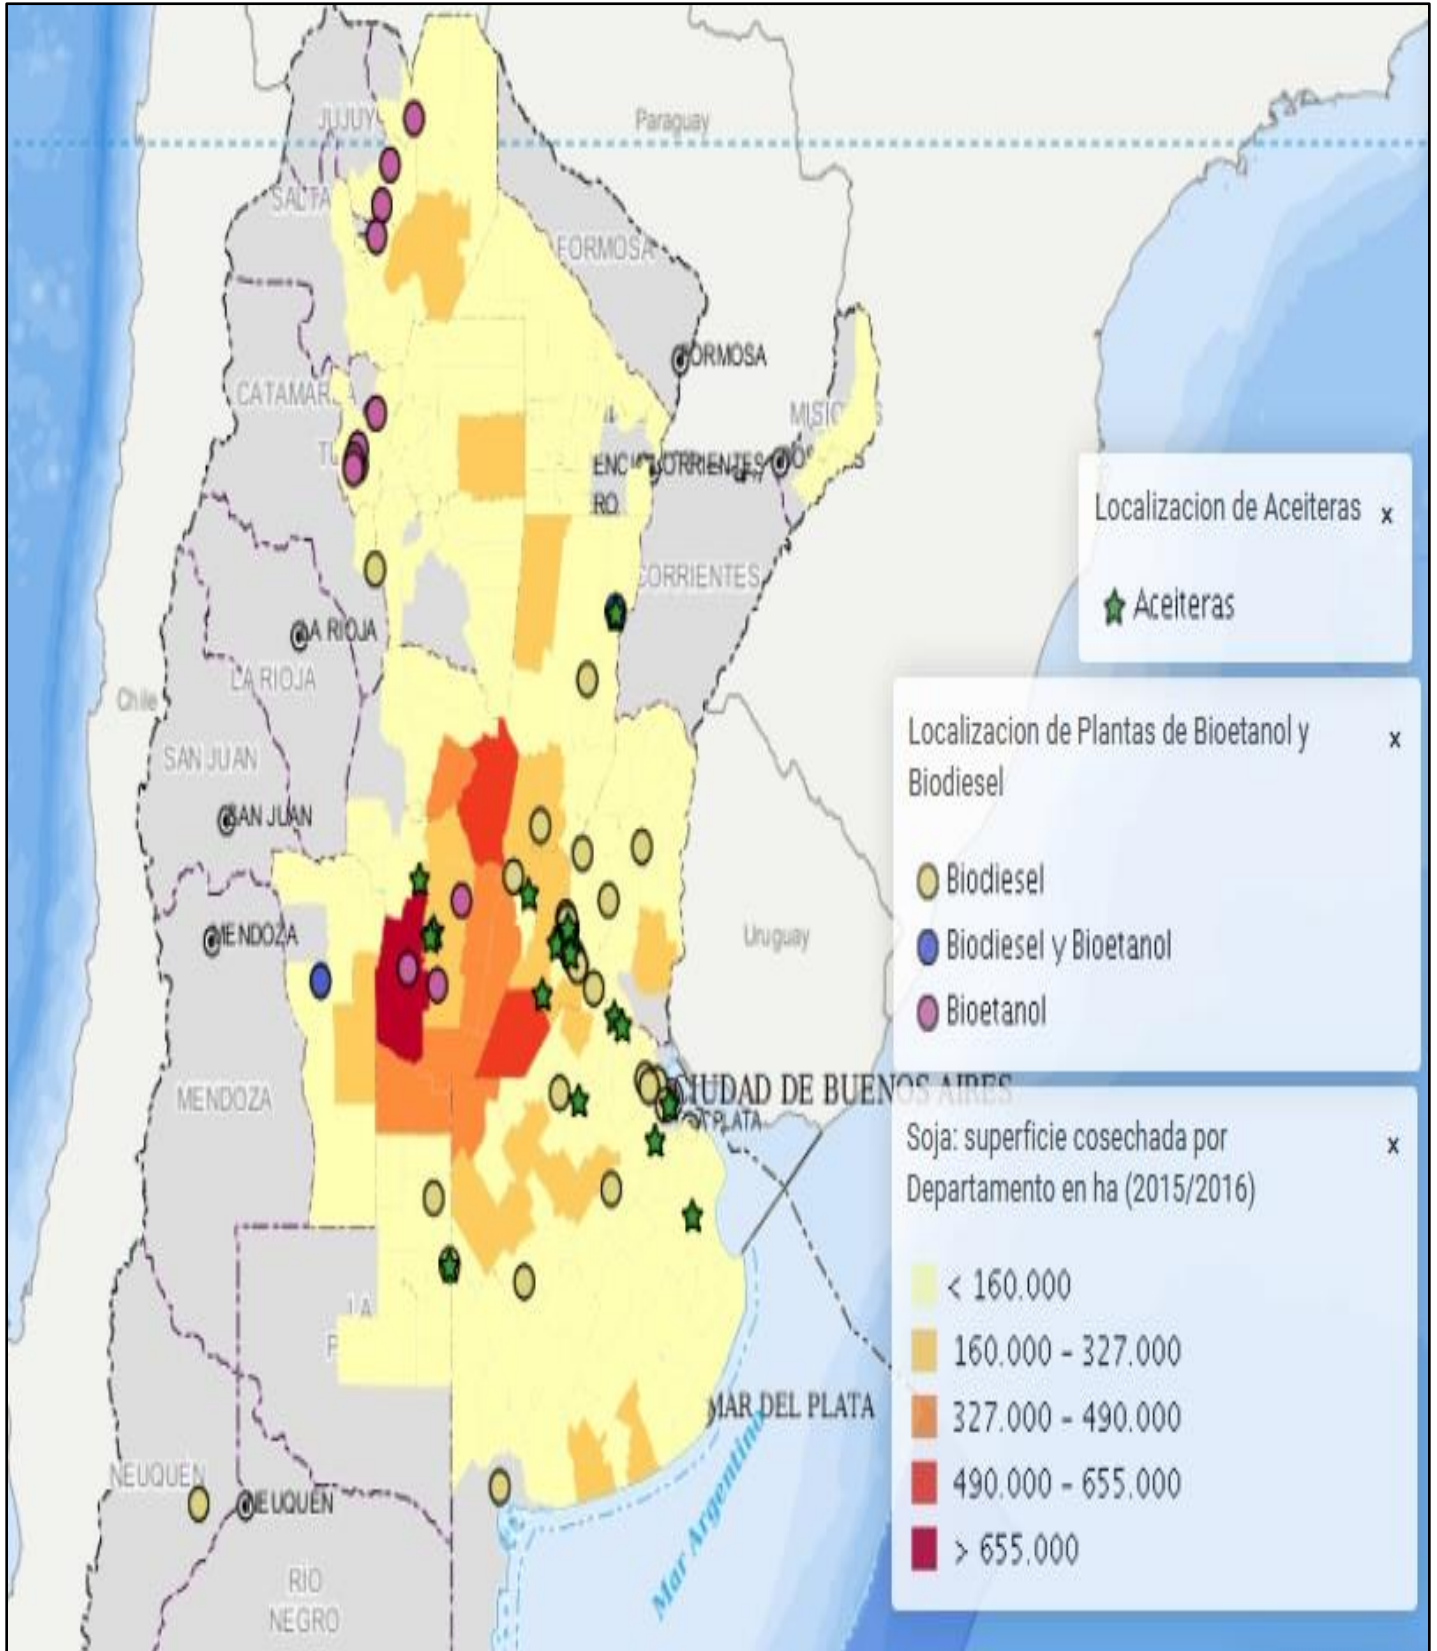 JUJUY
Paraguay
SALTA
FORMOSA
FORMOSA
CATAMARCA
MISIONES
CORRIENTES
RO
CORRIENTES
LA RIOJA
LA RIOJA
Chile
SAN JUAN
SAN JUAN
MENDOZA
Uruguay
MENDOZA
CIUDAD DE BUENOS AIRES
LA PLATA
LA
P
MAR DEL PLATA
Mar Argentino
NEUQUEN
NEUQUEN
RIO
NEGRO
Localizacion de Aceiteras x
Aceiteras
Localizacion de Plantas de Bioetanol y x
Biodiesel
Biodiesel
Biodiesel y Bioetanol
Bioetanol
Soja: superficie cosechada por x
Departamento en ha (2015/2016)
< 160.000
160.000 - 327.000
327.000 - 490.000
490.000 - 655.000
> 655.000